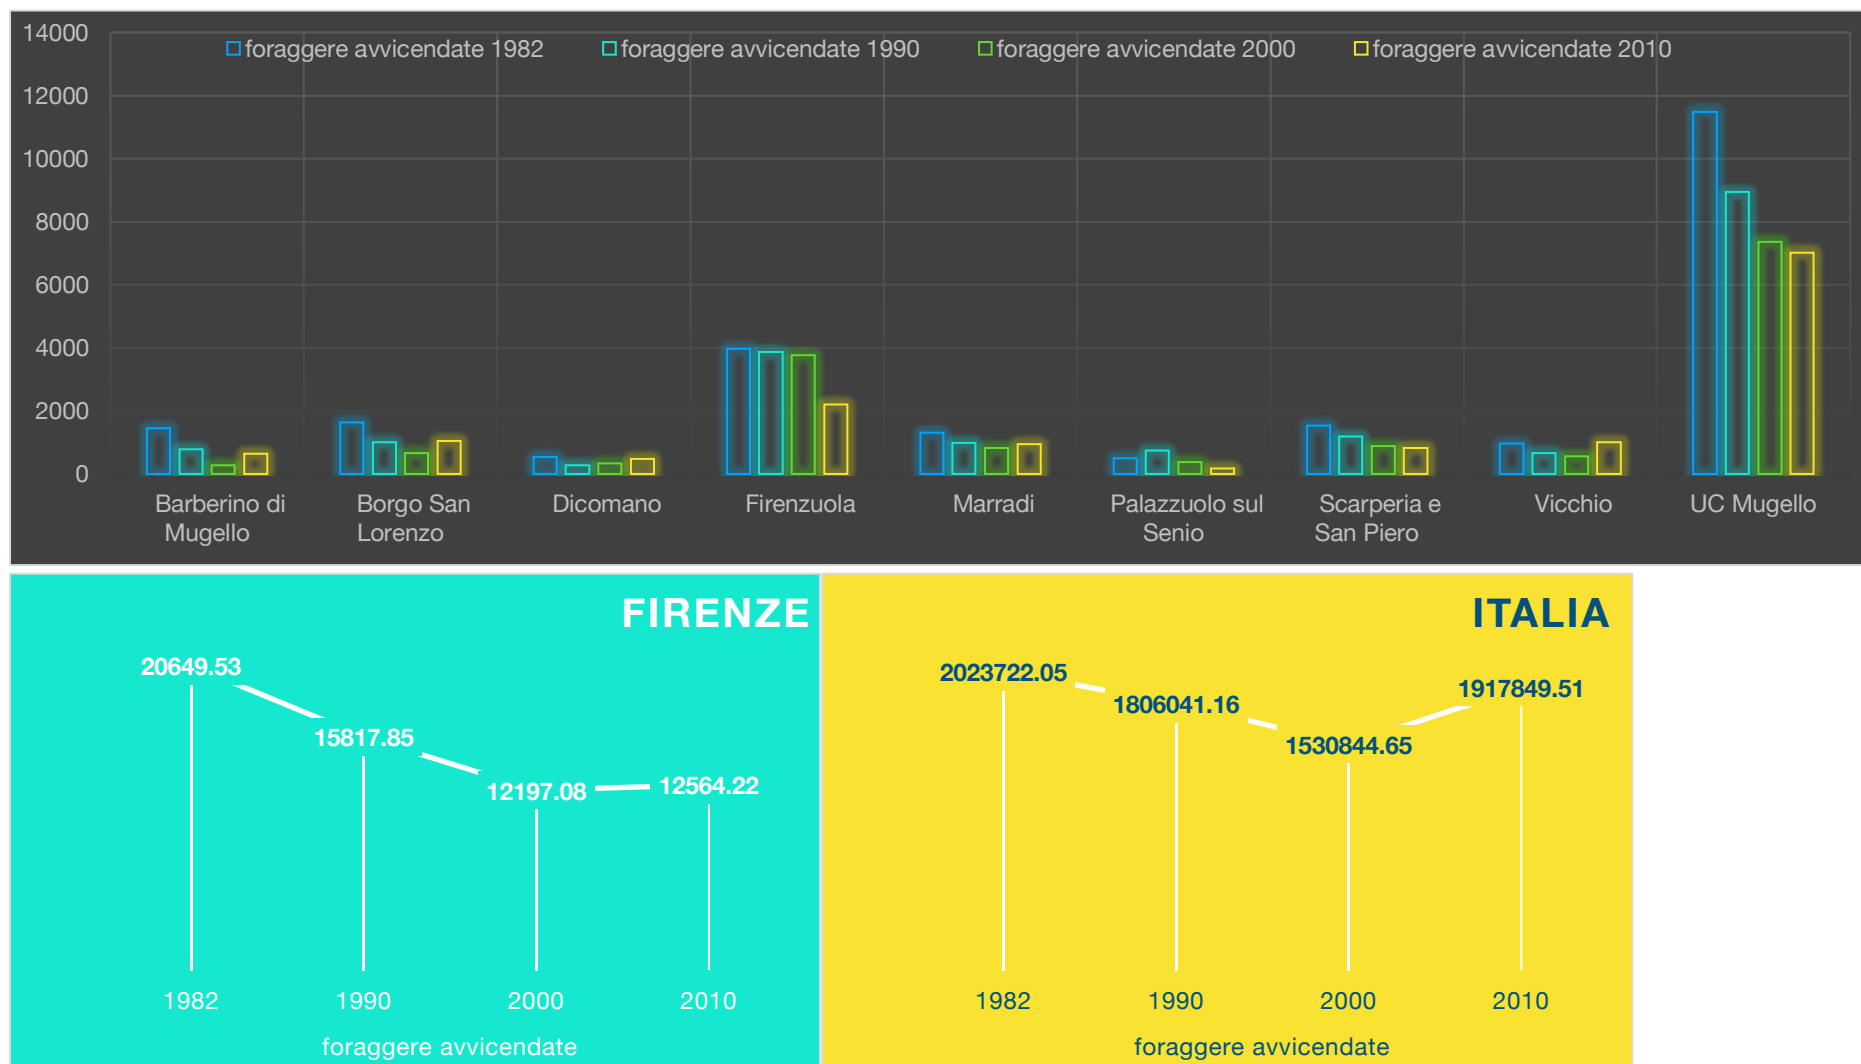 14000
12000
10000
8000
6000
4000
2000
0
foraggere avvicendate 1982 foraggere avvicendate 1990 foraggere avvicendate 2000 foraggere avvicendate 2010
Barberino di Mugello
Borgo San Lorenzo
Dicomano
Firenzuola
Marradi
Palazzuolo sul Senio
Scarperia e San Piero
Vicchio
UC Mugello
FIRENZE
20649.53
15817.85
12197.08
12564.22
1982 1990 2000 2010
foraggere avvicendate
ITALIA
2023722.05
1806041.16
1530844.65
1917849.51
1982 1990 2000 2010
foraggere avvicendate